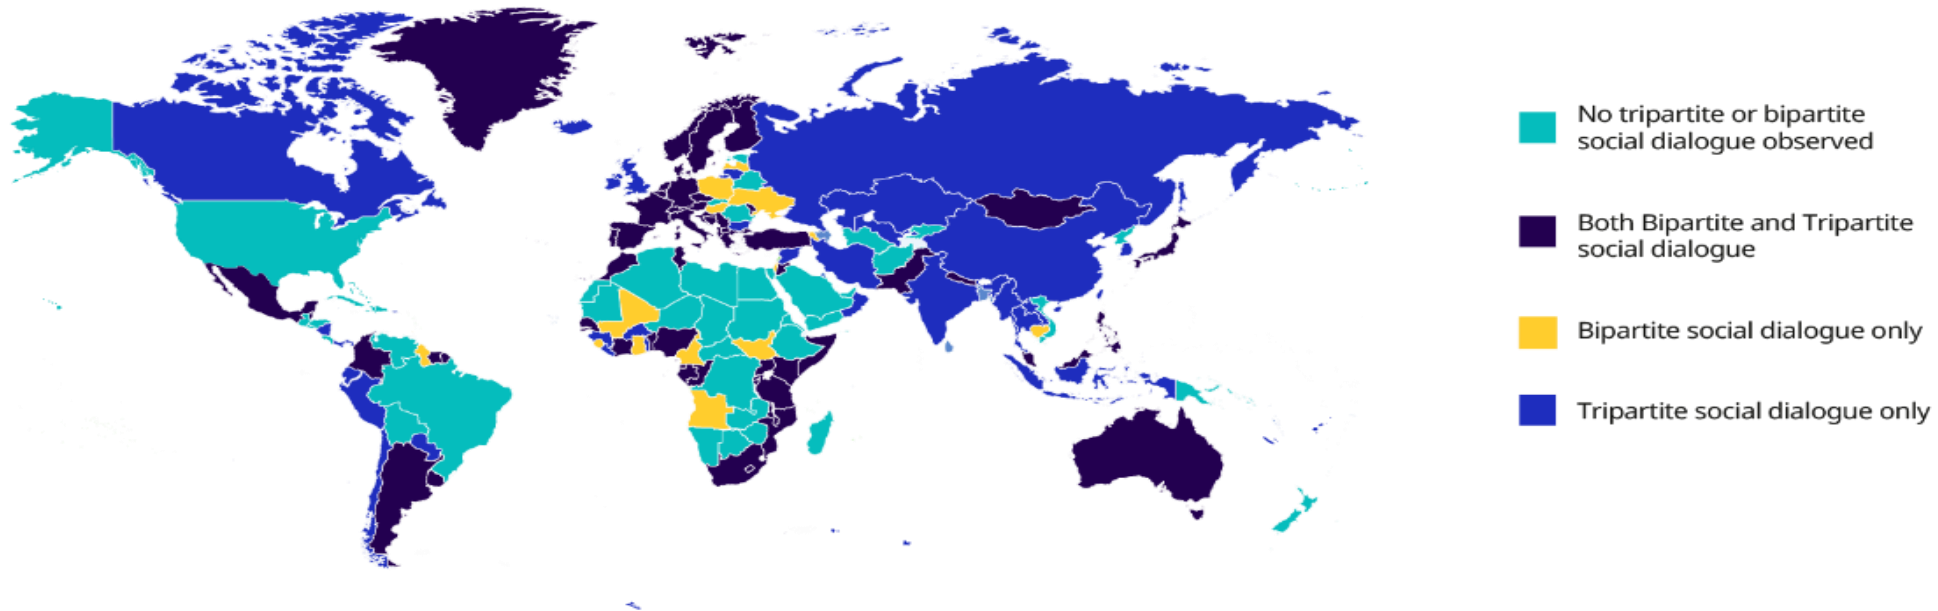 No tripartite or bipartite
social dialogue observed
Both Bipartite and Tripartite
social dialogue
Bipartite social dialogue only
Tripartite social dialogue only